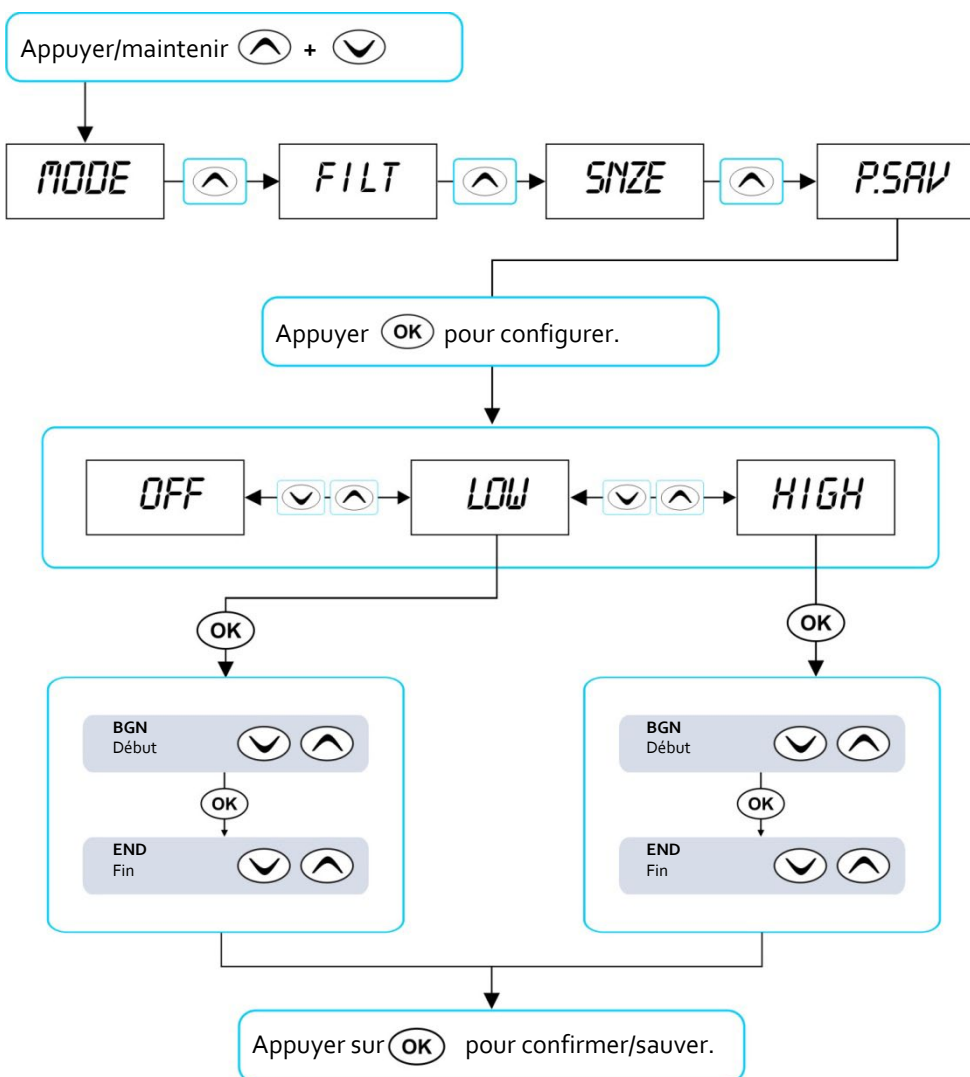 Appuyer/maintenir +
MODE FILT SNZE P.SAV
Appuyer OK pour configurer.
OFF LOW HIGH
OK OK
BGN
Début
OK
END
Fin
BGN
Début
OK
END
Fin
Appuyer sur OK pour confirmer/sauver.